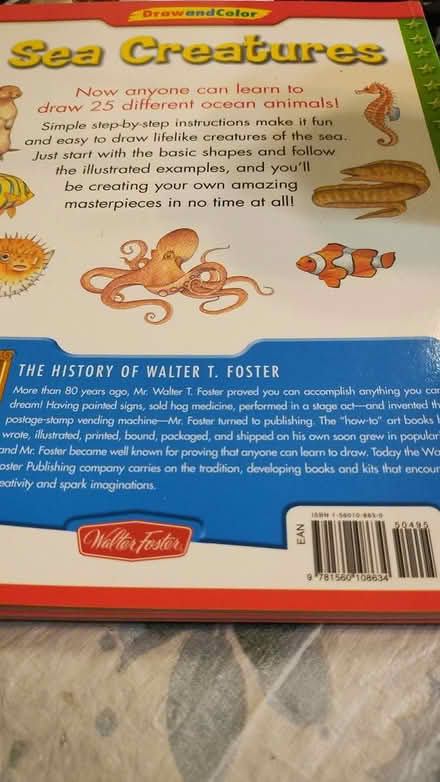 DrawandColor
Sea Creatures
Now anyone can learn to
draw 25 different ocean animals!
Simple step-by-step instructions make it fun
and easy to draw lifelike creatures of the sea.
Just start with the basic shapes and follow
the illustrated examples, and you'll
be creating your own amazing
masterpieces in no time at all!
THE HISTORY OF WALTER T. FOSTER
More than 80 years ago, Mr. Walter T. Foster proved you can accomplish anything you can
dream! Having painted signs, sold hog medicine, performed in a stage act—and invented th
postage-stamp vending machine—Mr. Foster turned to publishing. The "how-to" art books h
wrote, illustrated, printed, bound, packaged, and shipped on his own soon grew in popular
and Mr. Foster became well known for proving that anyone can learn to draw. Today the Wa
oster Publishing company carries on the tradition, developing books and kits that encour
eativity and spark imaginations.
Walter Foster
ISBN 1-56010-863-0
50495
EAN
9 781560 108634